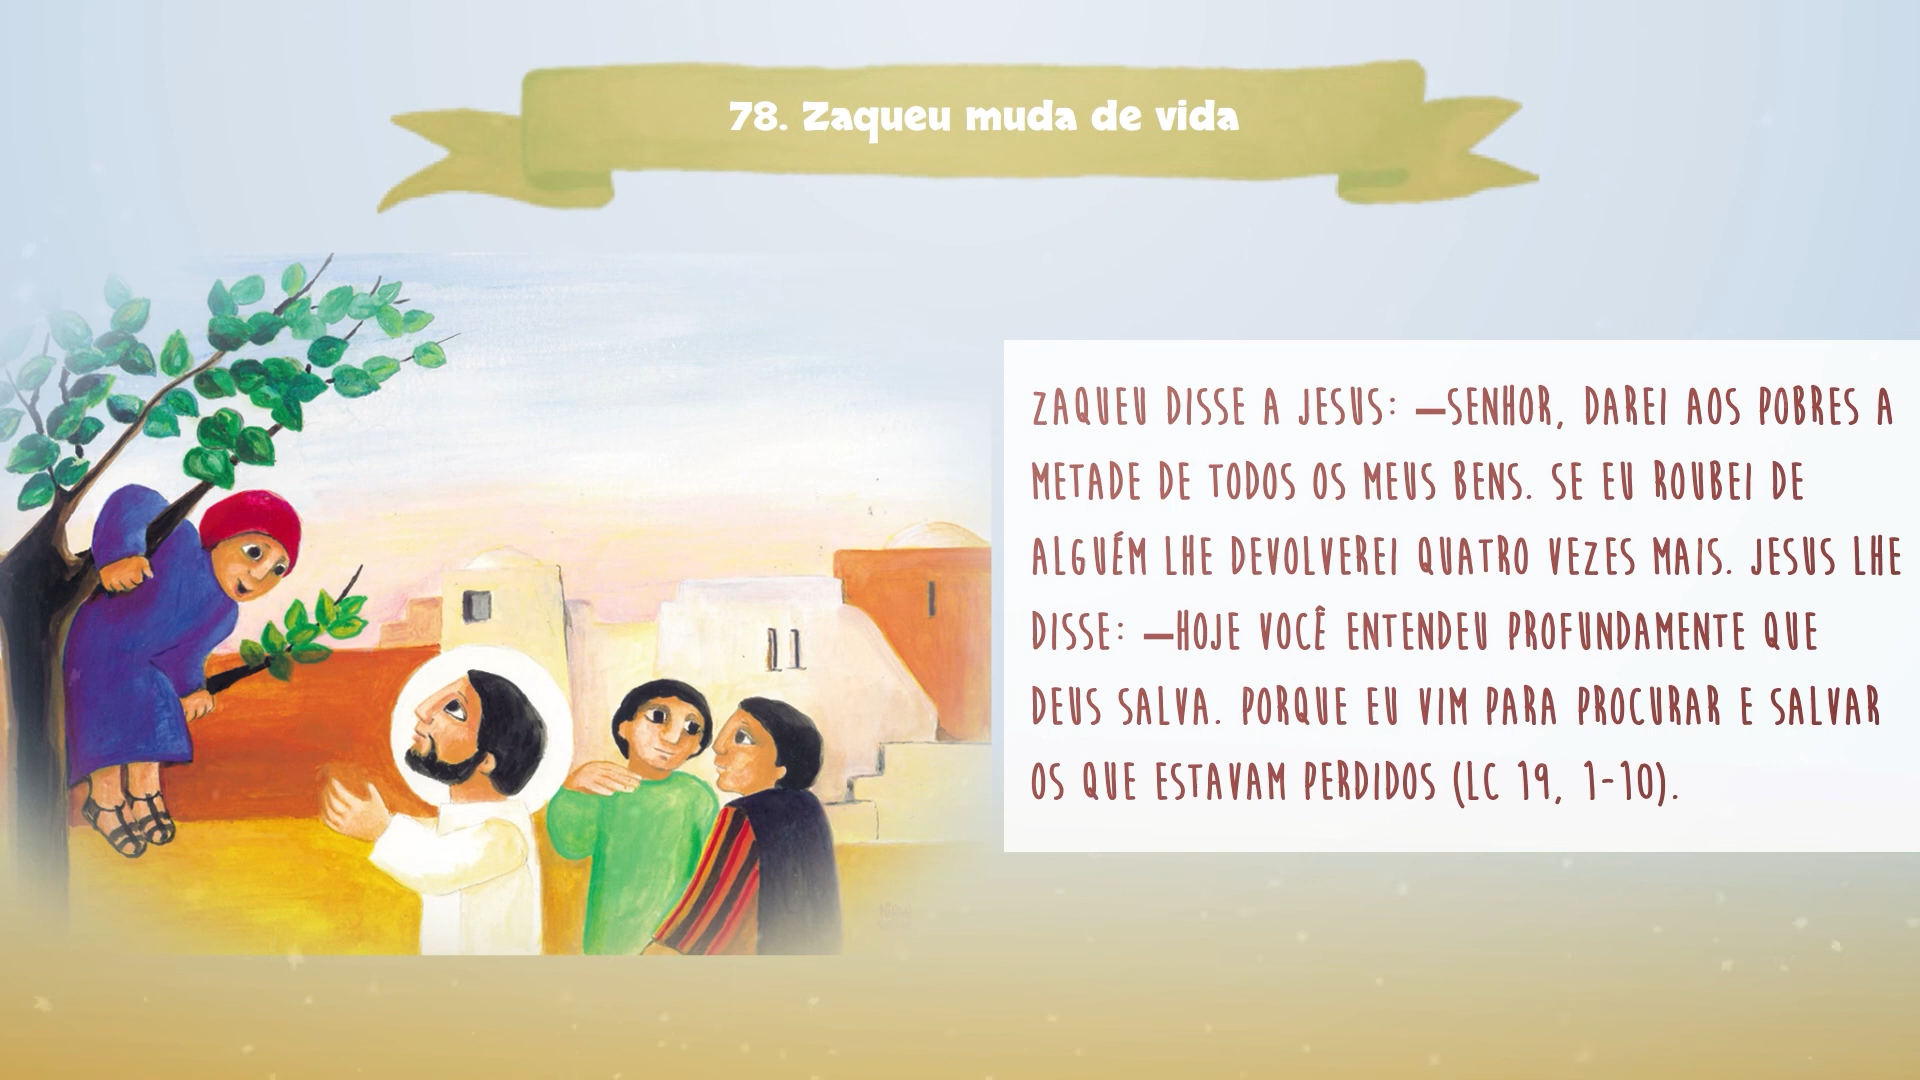 78. Zaqueu muda de vida
ZAQUEU DISSE A JESUS: —SENHOR, DAREI AOS POBRES A
METADE DE TODOS OS MEUS BENS. SE EU ROUBEI DE
ALGUÉM LHE DEVOLVEREI QUATRO VEZES MAIS. JESUS LHE
DISSE: —HOJE VOCÊ ENTENDEU PROFUNDAMENTE QUE
DEUS SALVA. PORQUE EU VIM PARA PROCURAR E SALVAR
OS QUE ESTAVAM PERDIDOS (LC 19, 1-10).